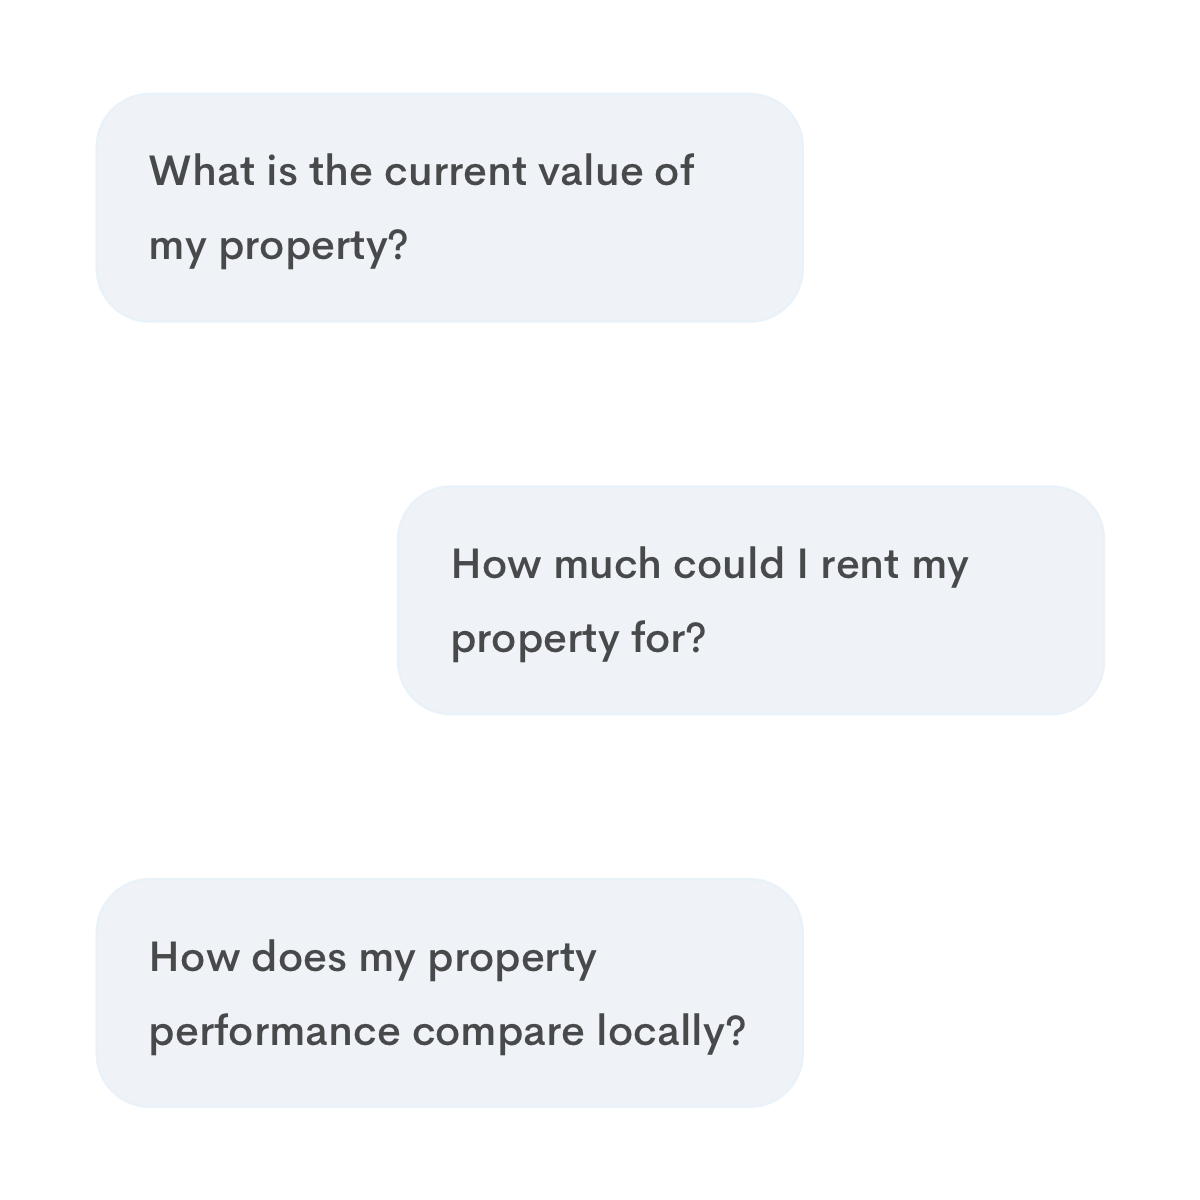 What is the current value of
my property?
How much could I rent my
property for?
How does my property
performance compare locally?